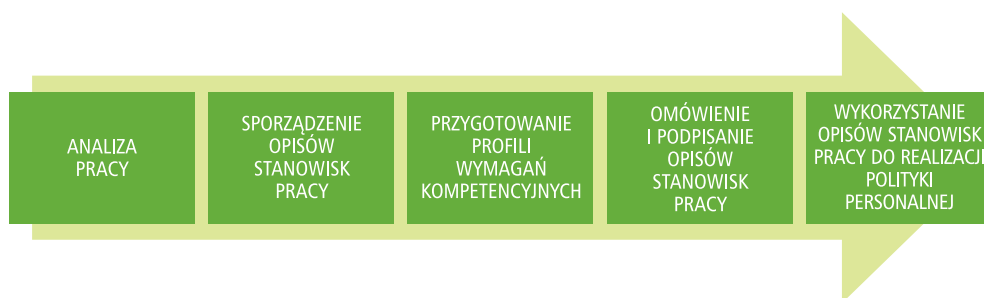 ANALIZA
PRACY
SPORZĄDZENIE
OPISÓW
STANOWISK
PRACY
PRZYGOTOWANIE
PROFILI
WYMAGAŃ
KOMPETENCYJNYCH
OMÓWIENIE
I PODPISANIE
OPISÓW
STANOWISK
PRACY
WYKORZYSTANIE
OPISÓW STANOWISK
PRACY DO REALIZACJI
POLITYKI
PERSONALNEJ